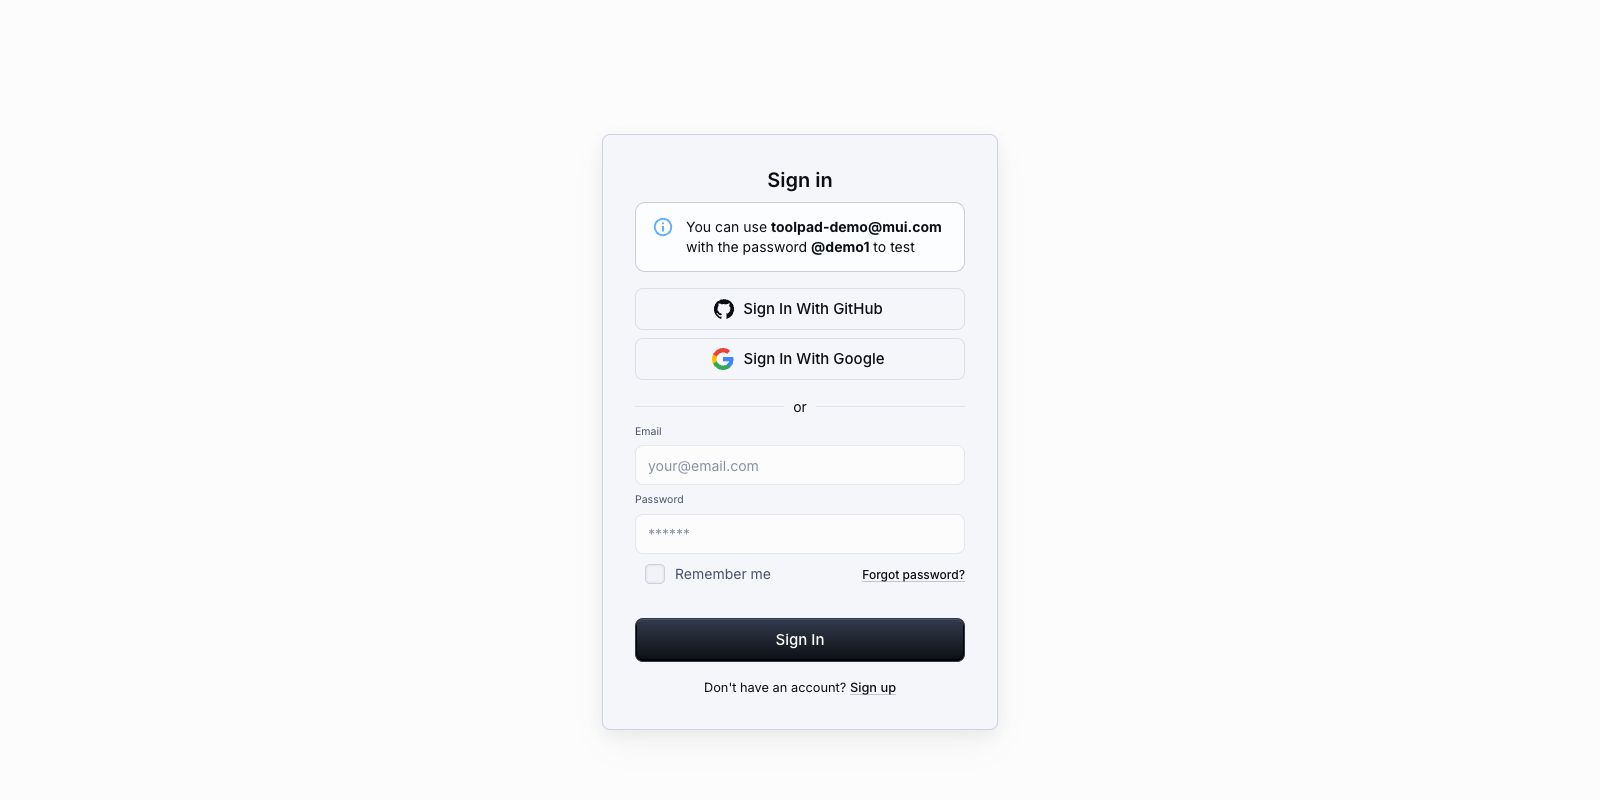 Sign in
You can use toolpad-demo@mui.com
with the password @demo1 to test
Sign In With GitHub
Sign In With Google
or
Email
your@email.com
Password
******
Remember me
Forgot password?
Sign In
Don't have an account? Sign up